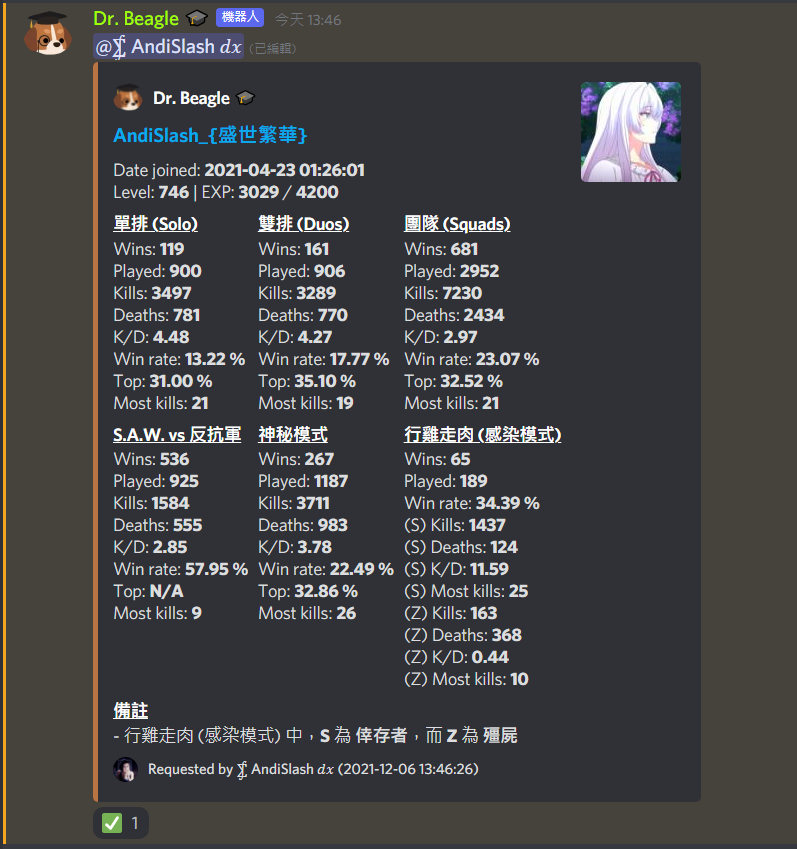 Dr. Beagle 🎓 機器人 今天 13:46
@∑∫ AndiSlash 𝑑𝑥 (已編輯)
Dr. Beagle 🎓
AndiSlash_{盛世繁華}
Date joined: 2021-04-23 01:26:01
Level: 746 | EXP: 3029 / 4200
單排 (Solo)
Wins: 119
Played: 900
Kills: 3497
Deaths: 781
K/D: 4.48
Win rate: 13.22 %
Top: 31.00 %
Most kills: 21
雙排 (Duos)
Wins: 161
Played: 906
Kills: 3289
Deaths: 770
K/D: 4.27
Win rate: 17.77 %
Top: 35.10 %
Most kills: 19
團隊 (Squads)
Wins: 681
Played: 2952
Kills: 7230
Deaths: 2434
K/D: 2.97
Win rate: 23.07 %
Top: 32.52 %
Most kills: 21
S.A.W. vs 反抗軍
Wins: 536
Played: 925
Kills: 1584
Deaths: 555
K/D: 2.85
Win rate: 57.95 %
Top: N/A
Most kills: 9
神秘模式
Wins: 267
Played: 1187
Kills: 3711
Deaths: 983
K/D: 3.78
Win rate: 22.49 %
Top: 32.86 %
Most kills: 26
行雞走肉 (感染模式)
Wins: 65
Played: 189
Win rate: 34.39 %
(S) Kills: 1437
(S) Deaths: 124
(S) K/D: 11.59
(S) Most kills: 25
(Z) Kills: 163
(Z) Deaths: 368
(Z) K/D: 0.44
(Z) Most kills: 10
備註
- 行雞走肉 (感染模式) 中，S 為 倖存者，而 Z 為 殭屍
Requested by ∑∫ AndiSlash 𝑑𝑥 (2021-12-06 13:46:26)
✅ 1